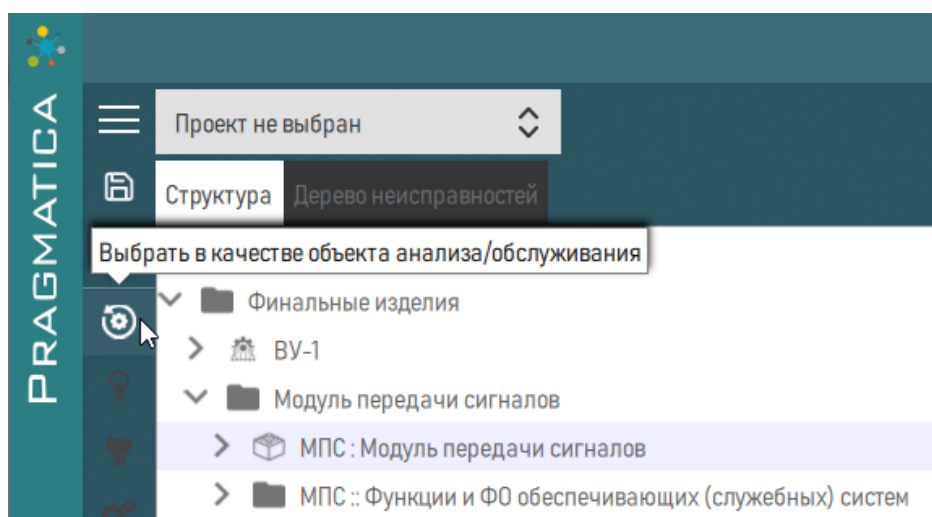 PRAGMATICA
Проект не выбран
Структура Дерево неисправностей
Выбрать в качестве объекта анализа/обслуживания
Финальные изделия
ВУ-1
Модуль передачи сигналов
МПС : Модуль передачи сигналов
МПС :: Функции и ФО обеспечивающих (служебных) систем